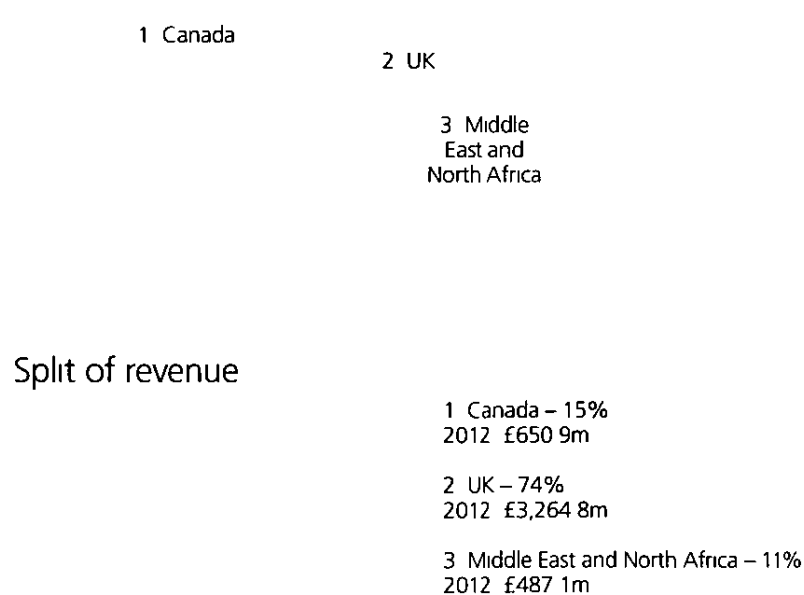 1 Canada
2 UK
3 Middle
East and
North Africa
Split of revenue
1 Canada – 15%
2012 £650 9m
2 UK – 74%
2012 £3,264 8m
3 Middle East and North Africa – 11%
2012 £487 1m